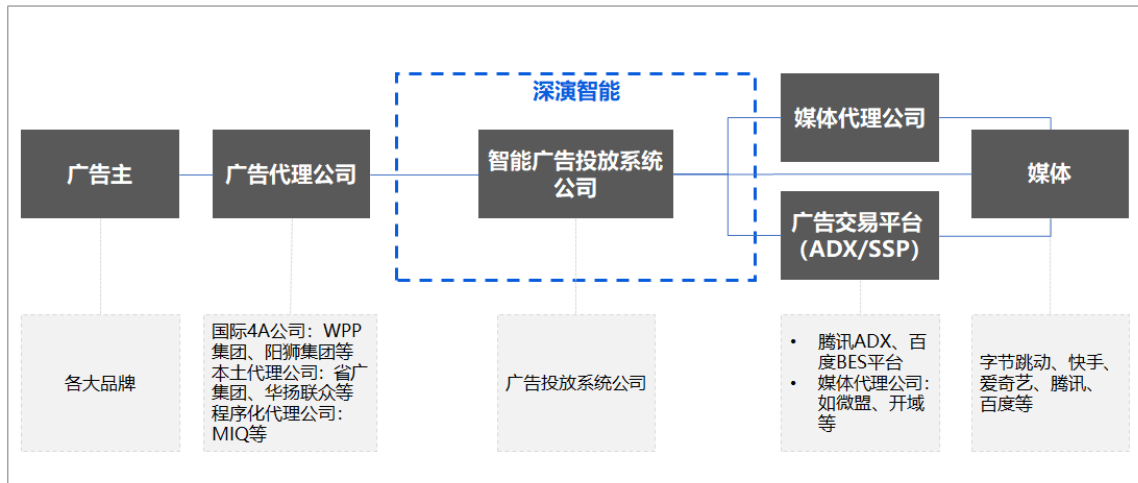 深演智能
广告主
广告代理公司
智能广告投放系统
公司
媒体代理公司
广告交易平台
（ADX/SSP）
媒体
各大品牌
国际4A公司：WPP
集团、阳狮集团等
本土代理公司：省广
集团、华扬联众等
程序化代理公司：
MIQ等
广告投放系统公司
• 腾讯ADX、百
度BES平台
• 媒体代理公司：
如微盟、开域
等
字节跳动、快手、
爱奇艺、腾讯、
百度等